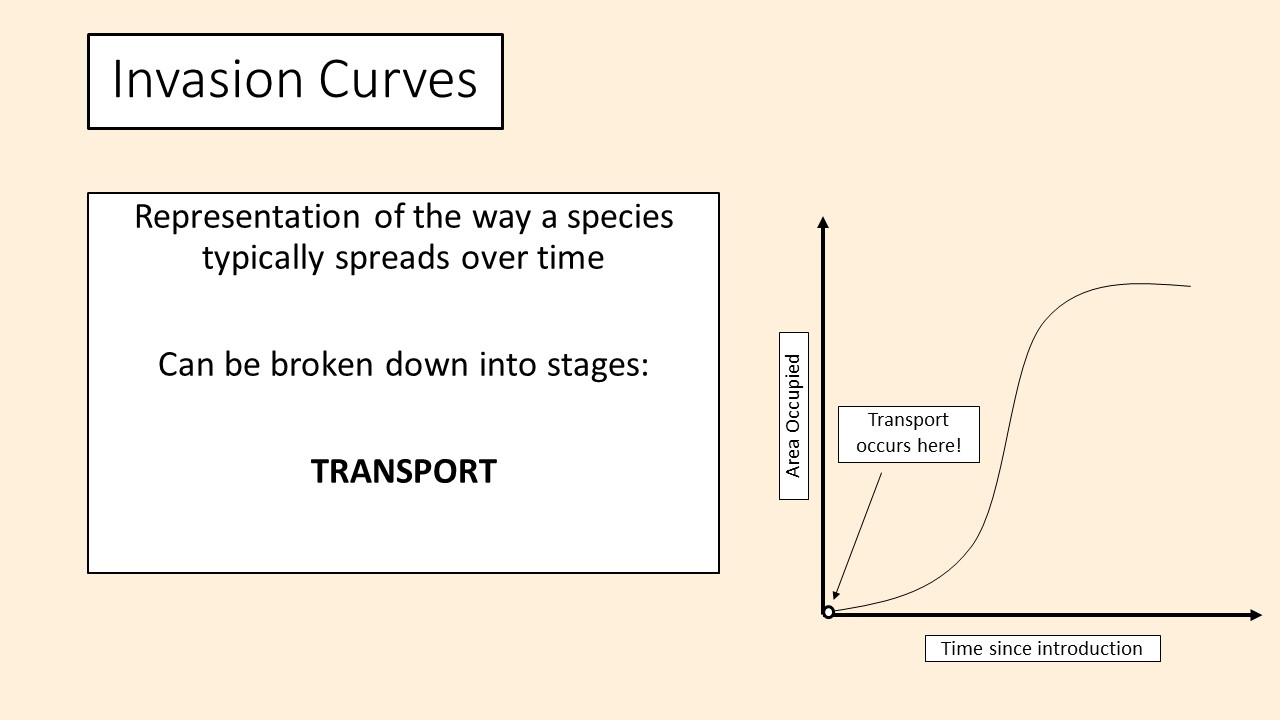 Invasion Curves
Representation of the way a species
typically spreads over time
Can be broken down into stages:
TRANSPORT
Area Occupied
Transport
occurs here!
Time since introduction